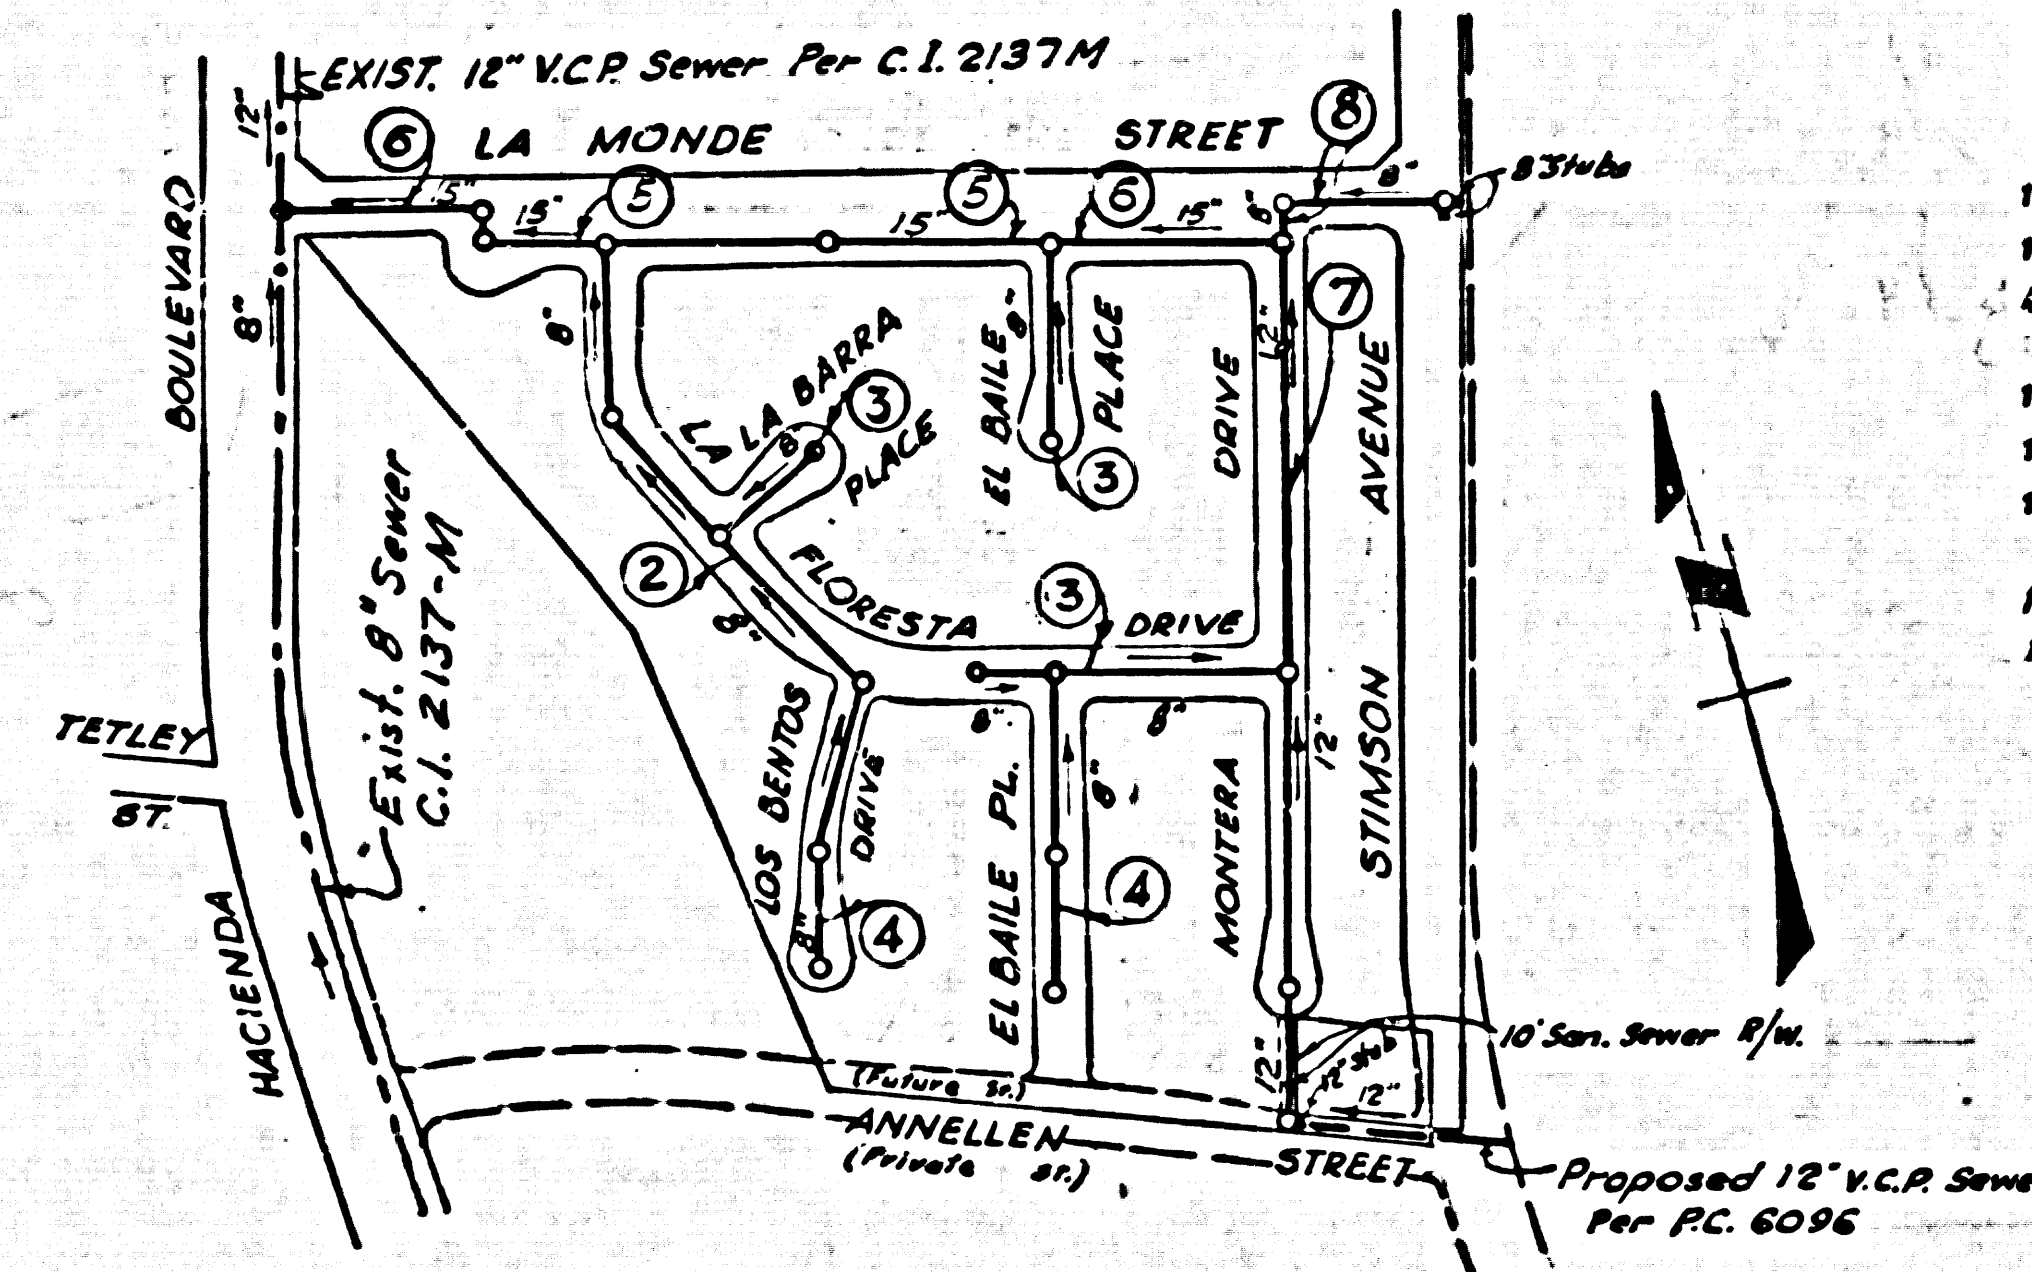 EXIST. 12" V.C.P. Sewer Per C.I. 2137M
12"
6
LA MONDE STREET
8
8"
8" Stubs
15"
5
15"
5
6
15"
8"
15"
BOULEVARD
8"
8"
LA BARRA PLACE
3
EL BAILE PLACE
8"
3
12"
7
DRIVE
AVENUE
8"
LA FLORESTA DRIVE
2
3
8"
Exist. 8" Sewer
C.I. 2137-M
TETLEY
ST.
HACIENDA
LOS BENTOS
DRIVE
8"
4
8"
8"
EL BAILE PL.
8"
4
MONTERA
12"
STIMSON
N
10' San. Sewer R/W.
12"
12" Stub
12"
(Future St.)
ANNELLEN STREET
(Private St.)
Proposed 12" V.C.P. Sewe
Per P.C. 6096